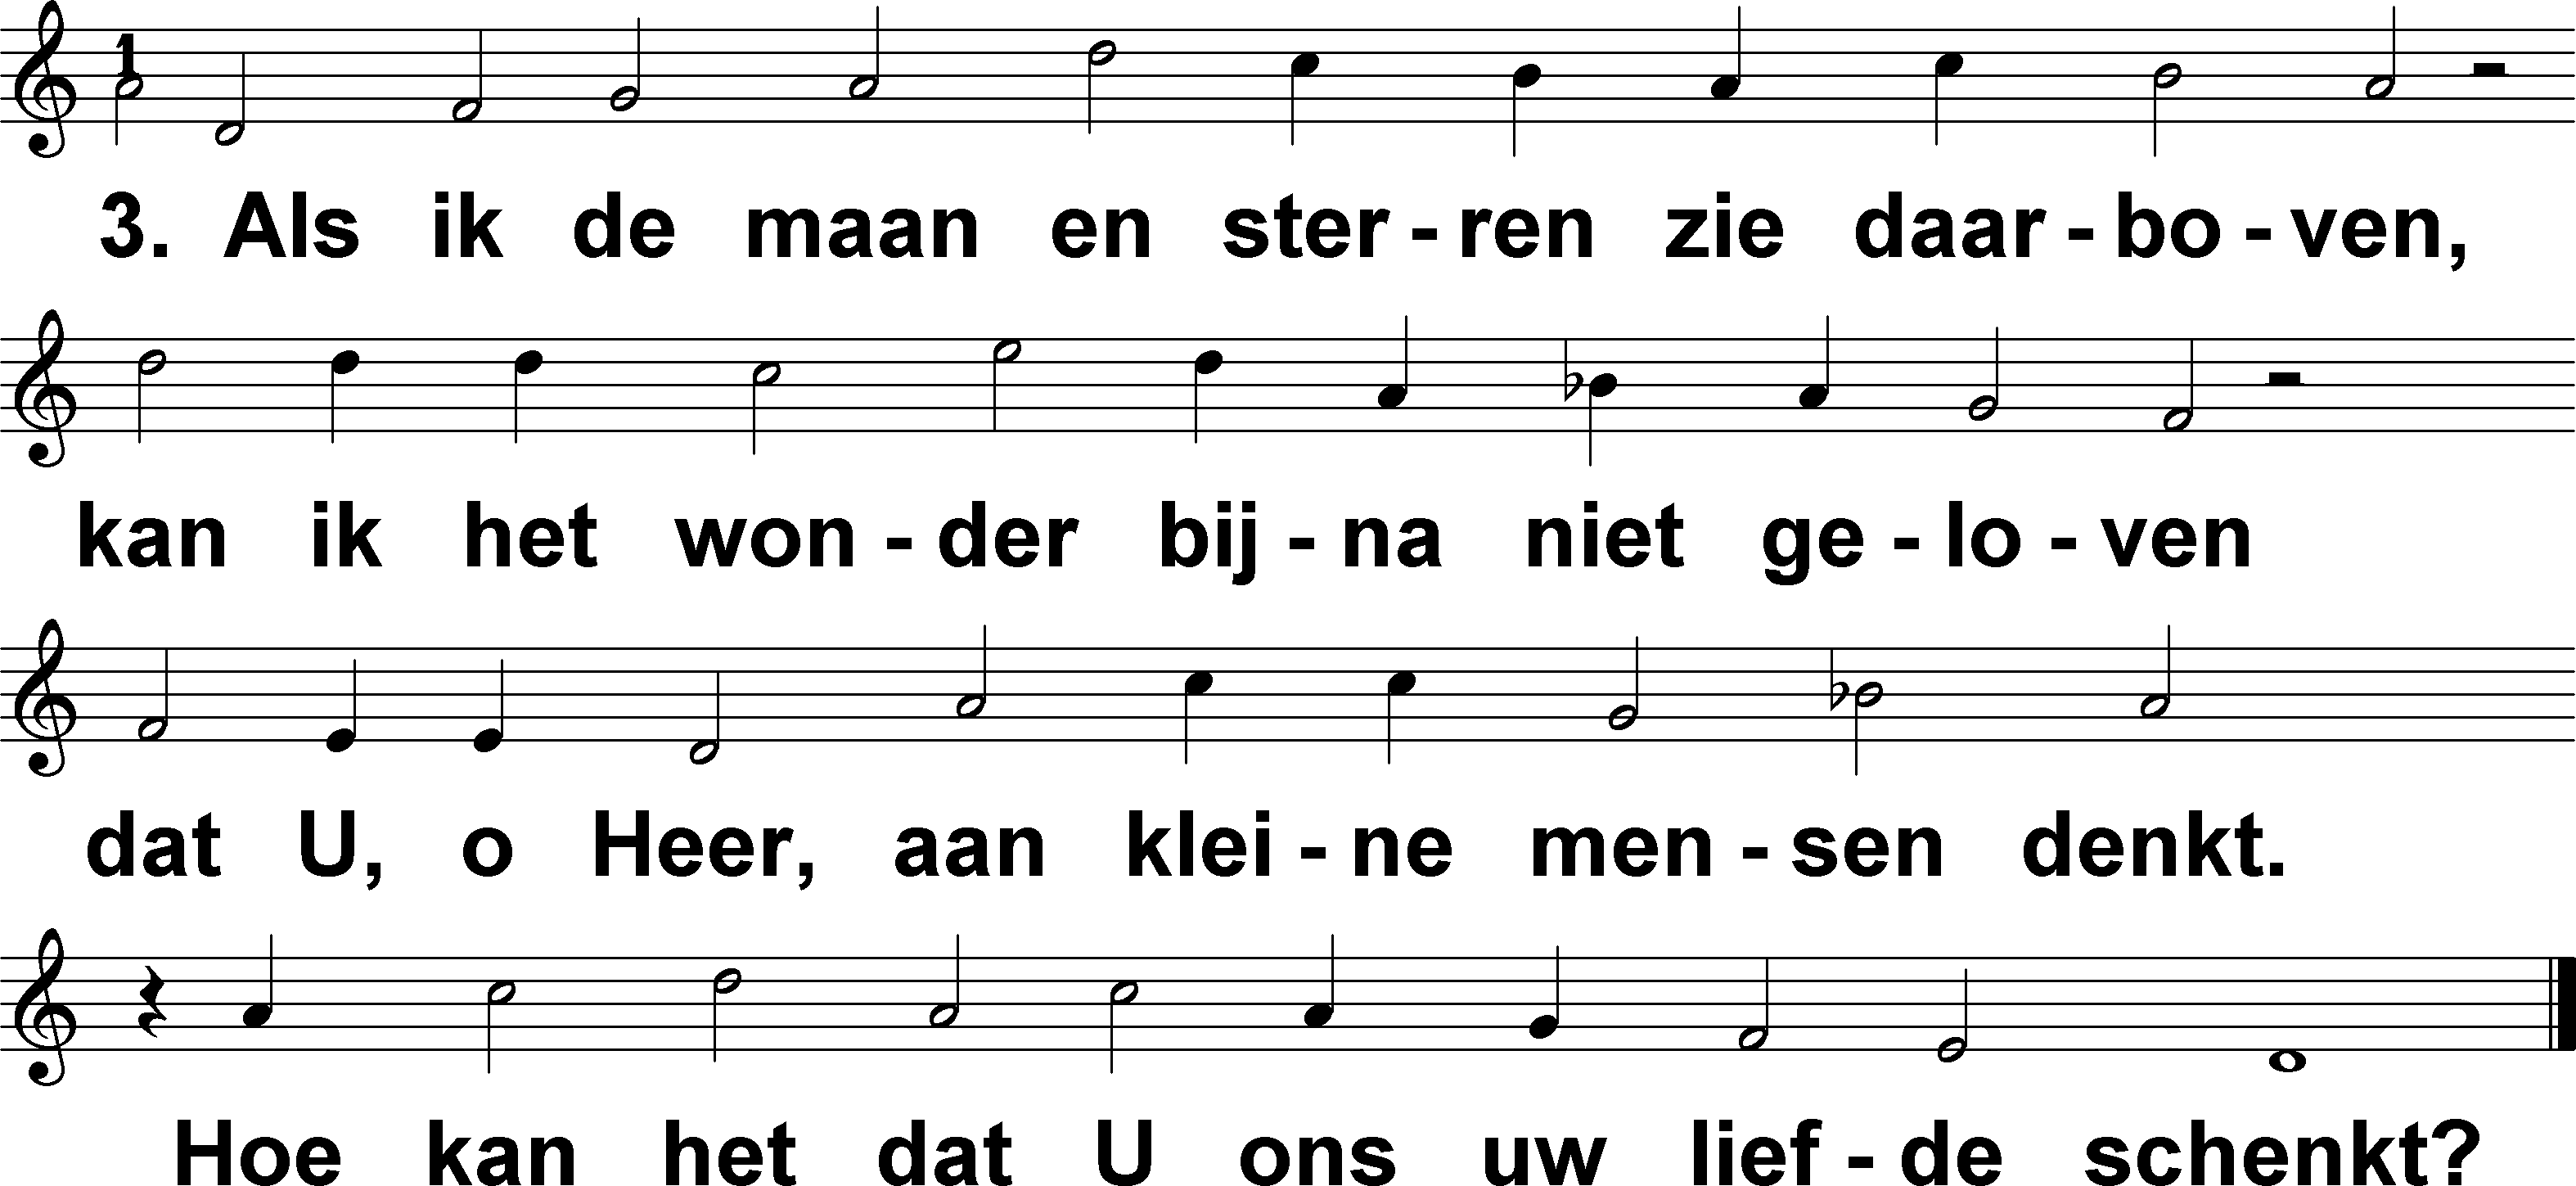 1
3. Als ik de maan en ster - ren zie daar - bo - ven,
kan ik het won - der bij - na niet ge - lo - ven
dat U, o Heer, aan klei - ne men - sen denkt.
Hoe kan het dat U ons uw lief - de schenkt?